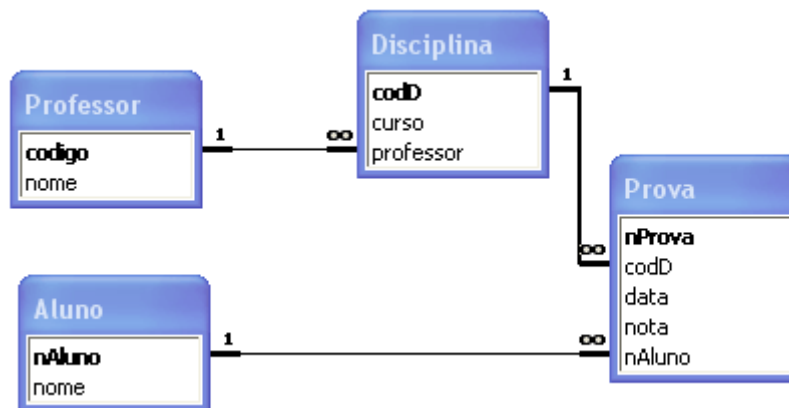 Disciplina
codD
curso
professor
1
Professor
codigo
nome
1
∞
Prova
nProva
codD
data
nota
nAluno
∞
Aluno
nAluno
nome
1
∞